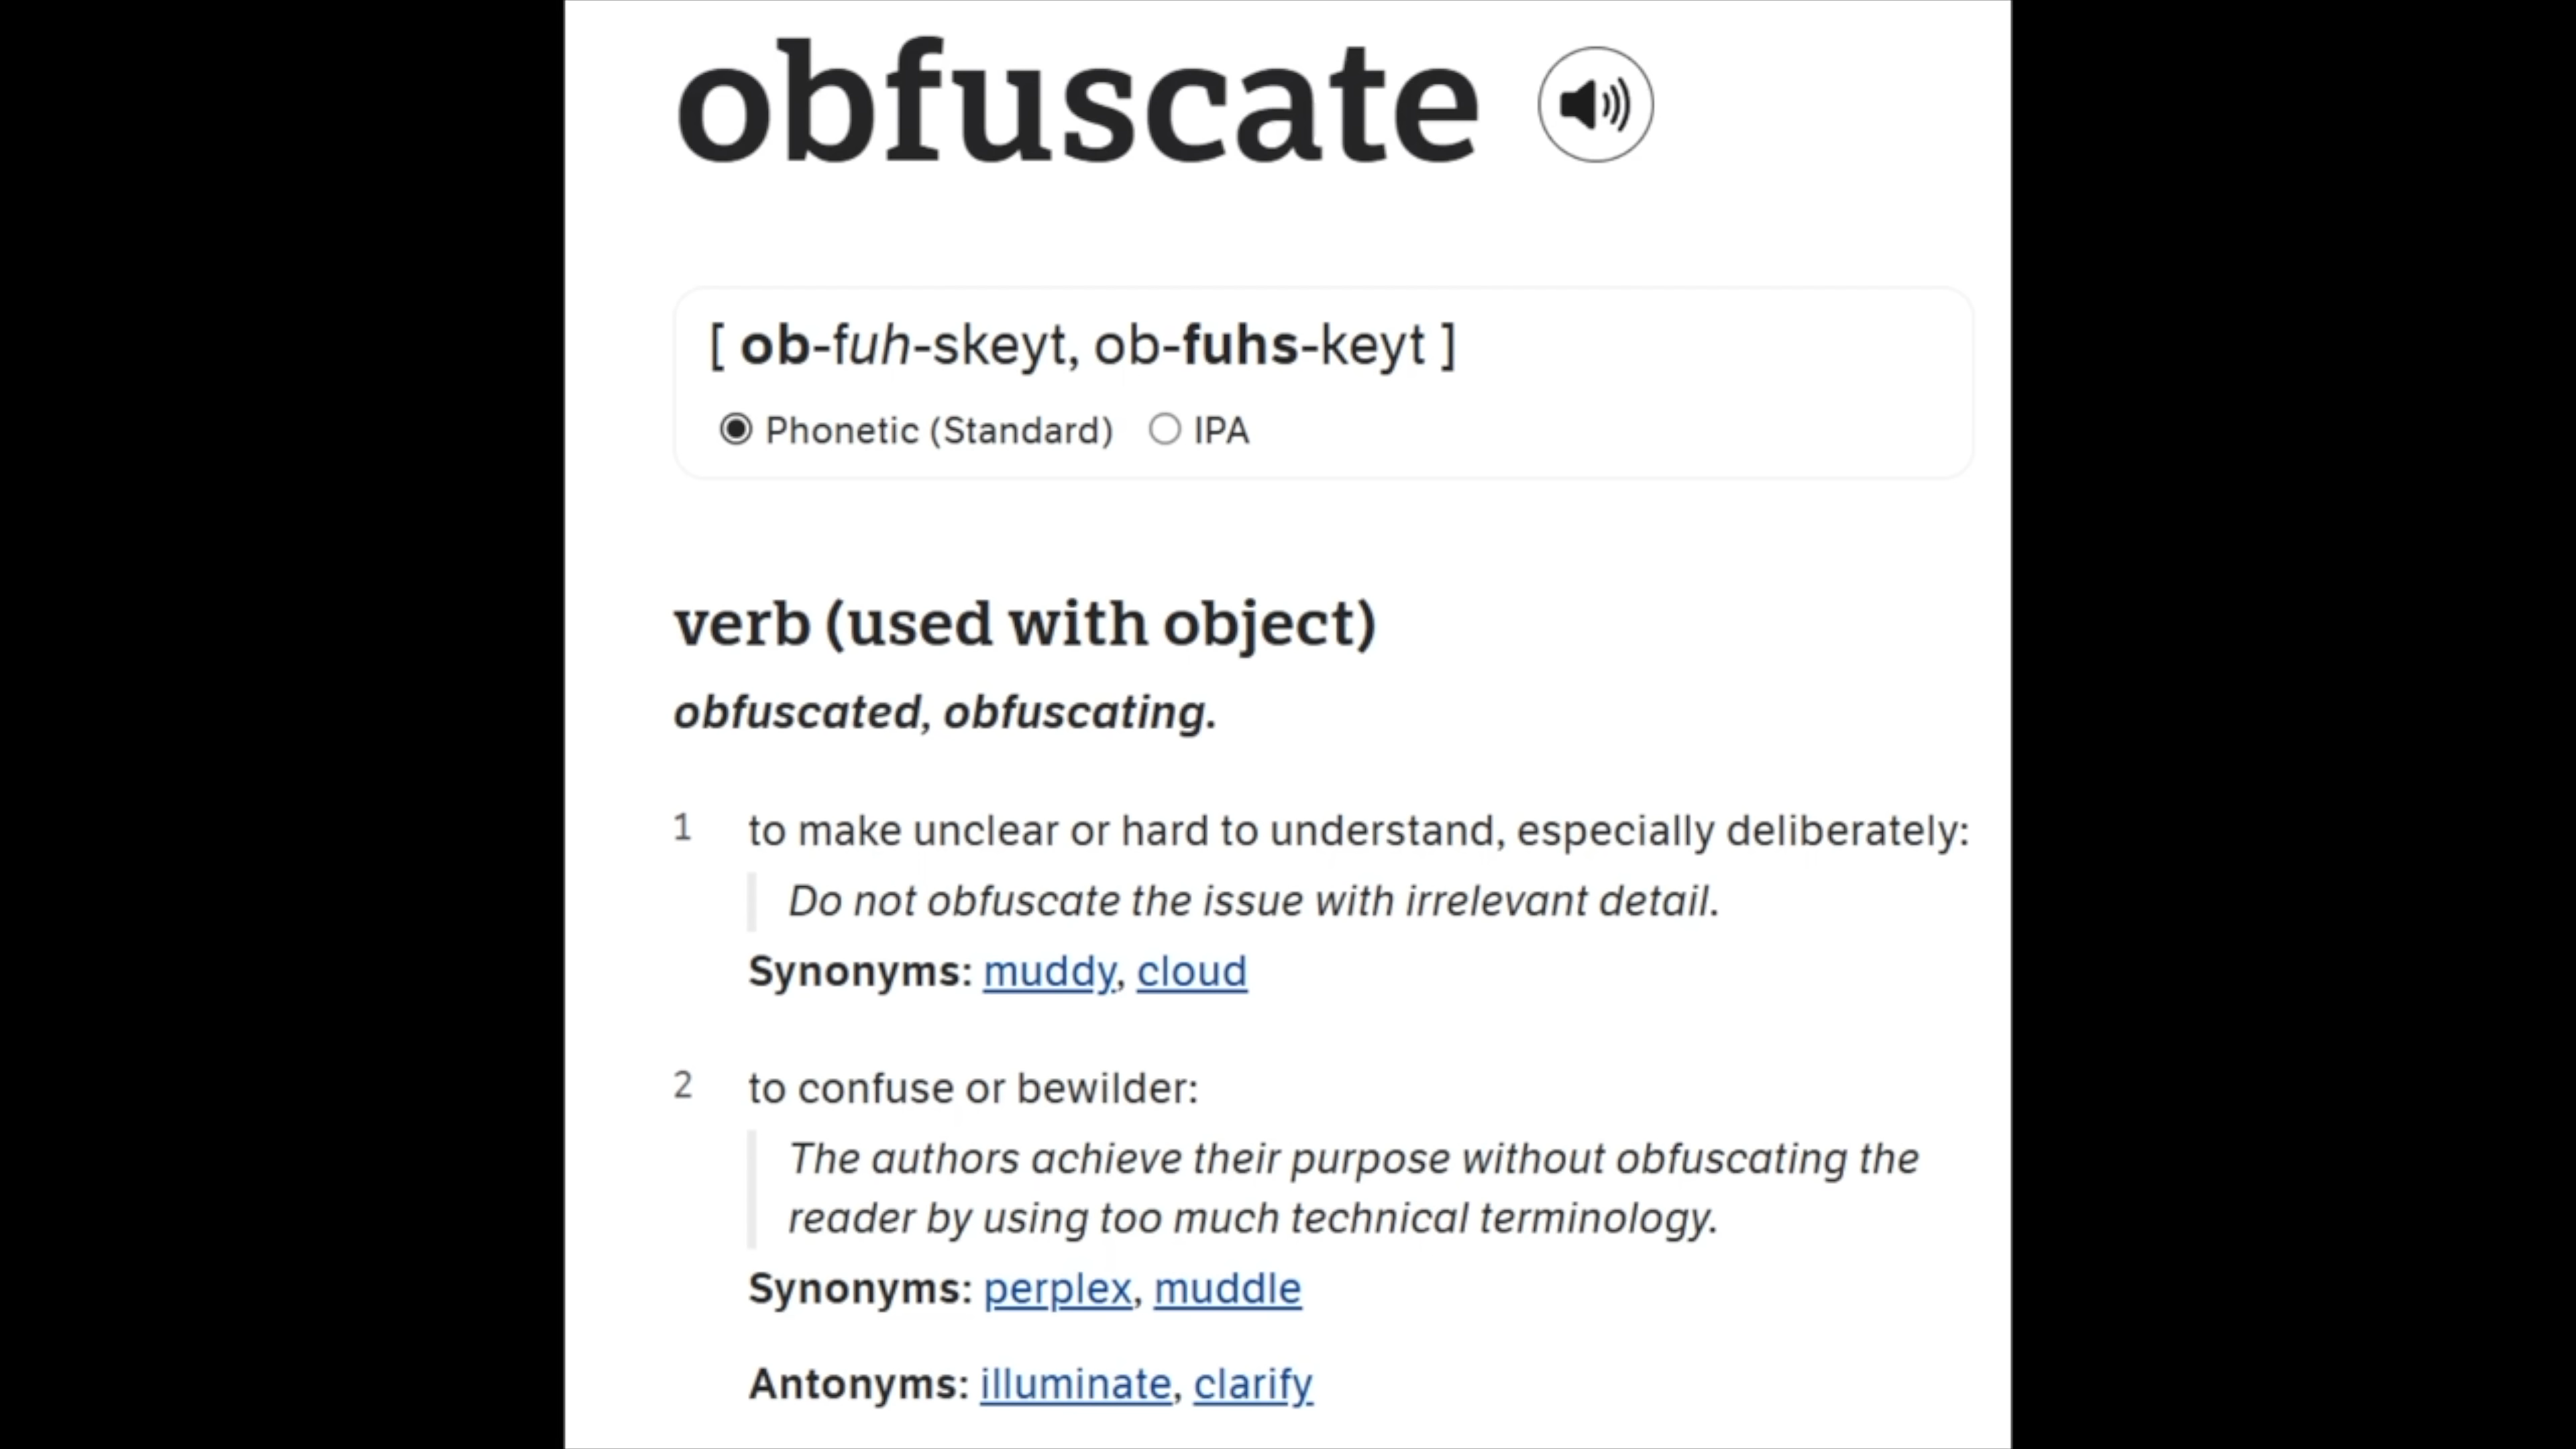 obfuscate
[ ob-fuh-skeyt, ob-fuhs-keyt ]
Phonetic (Standard) IPA
verb (used with object)
obfuscated, obfuscating.
1 to make unclear or hard to understand, especially deliberately:
Do not obfuscate the issue with irrelevant detail.
Synonyms: muddy, cloud
2 to confuse or bewilder:
The authors achieve their purpose without obfuscating the
reader by using too much technical terminology.
Synonyms: perplex, muddle
Antonyms: illuminate, clarify